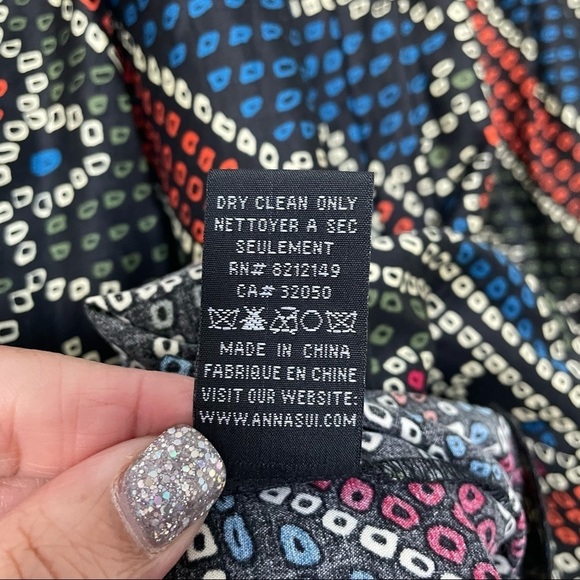 DRY CLEAN ONLY
NETTOYER A SEC
SEULEMENT
RN# 8212149
CA# 32050
MADE IN CHINA
FABRIQUE EN CHINE
VISIT OUR WEBSITE:
WWW.ANNASUI.COM